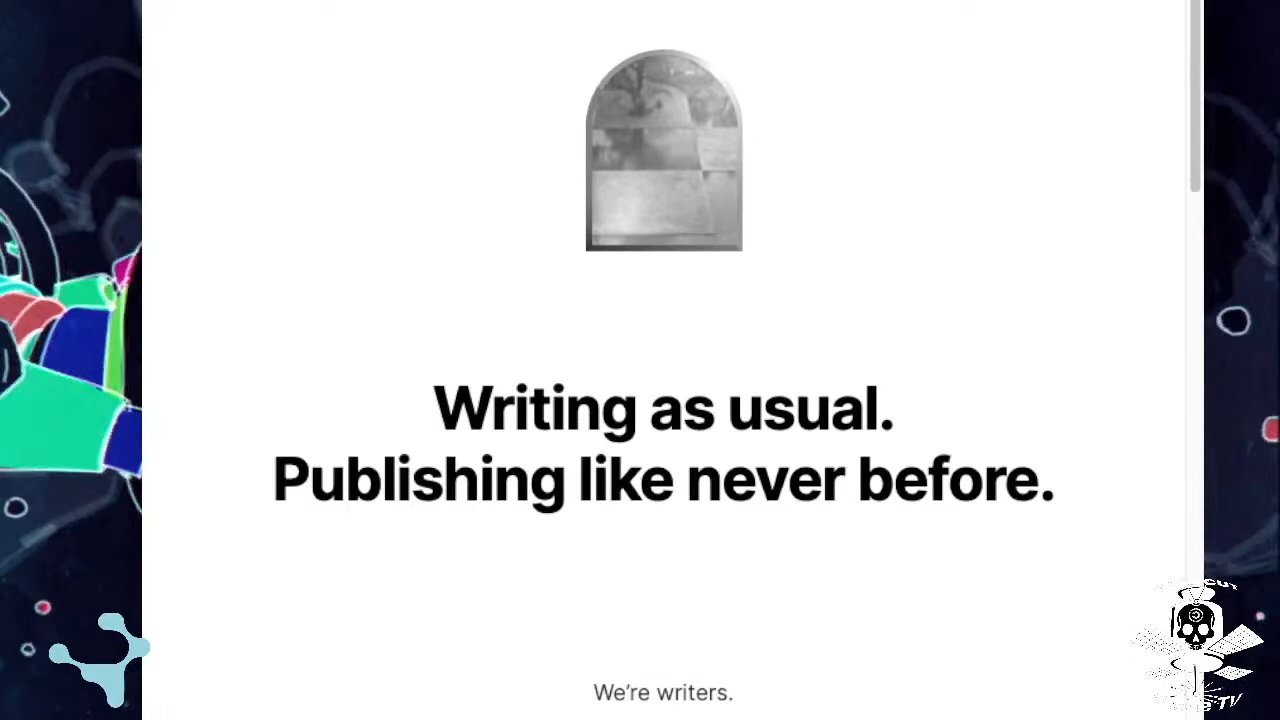 Writing as usual.
Publishing like never before.
We’re writers.